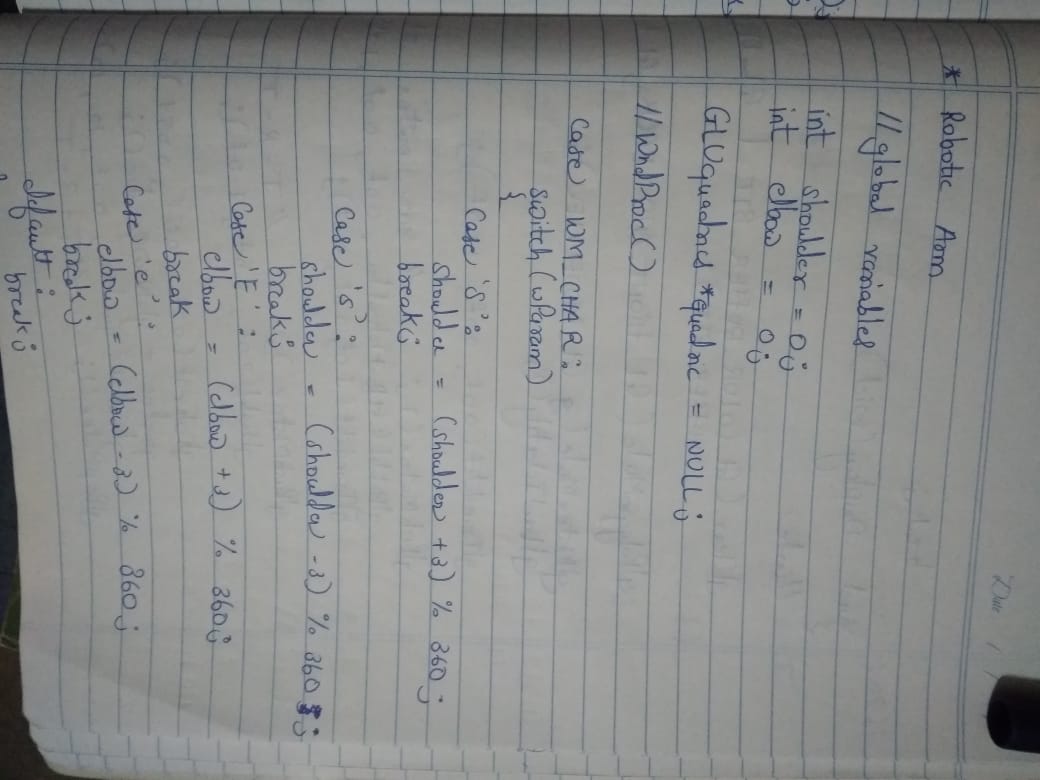 Date / /
* Robotic Arm
// global variables
int shoulder = 0;
int elbow = 0;
GLUquadric *quadric = NULL;
// WndProc()
Case WM_CHAR:
switch (wParam)
{
Case 'S':
shoulder = (shoulder +3) % 360;
break;
Case 's':
shoulder = (shoulder -3) % 360;
break;
Case 'E' :
elbow = (elbow +3) % 360;
break
Case 'e' :
elbow = (elbow -3) % 360;
break;
default :
break;